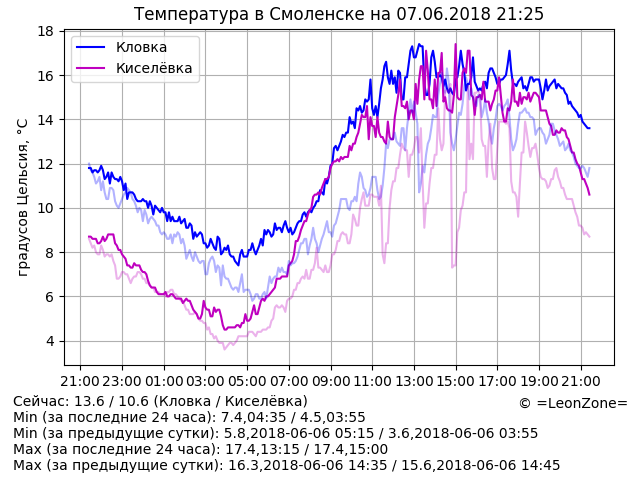 Температура в Смоленске на 07.06.2018 21:25
18
16
14
12
10
8
6
4
градусов Цельсия, °C
Кловка
Киселёвка
21:00 23:00 01:00 03:00 05:00 07:00 09:00 11:00 13:00 15:00 17:00 19:00 21:00
Сейчас: 13.6 / 10.6 (Кловка / Киселёвка)
© =LeonZone=
Min (за последние 24 часа): 7.4,04:35 / 4.5,03:55
Min (за предыдущие сутки): 5.8,2018-06-06 05:15 / 3.6,2018-06-06 03:55
Max (за последние 24 часа): 17.4,13:15 / 17.4,15:00
Max (за предыдущие сутки): 16.3,2018-06-06 14:35 / 15.6,2018-06-06 14:45